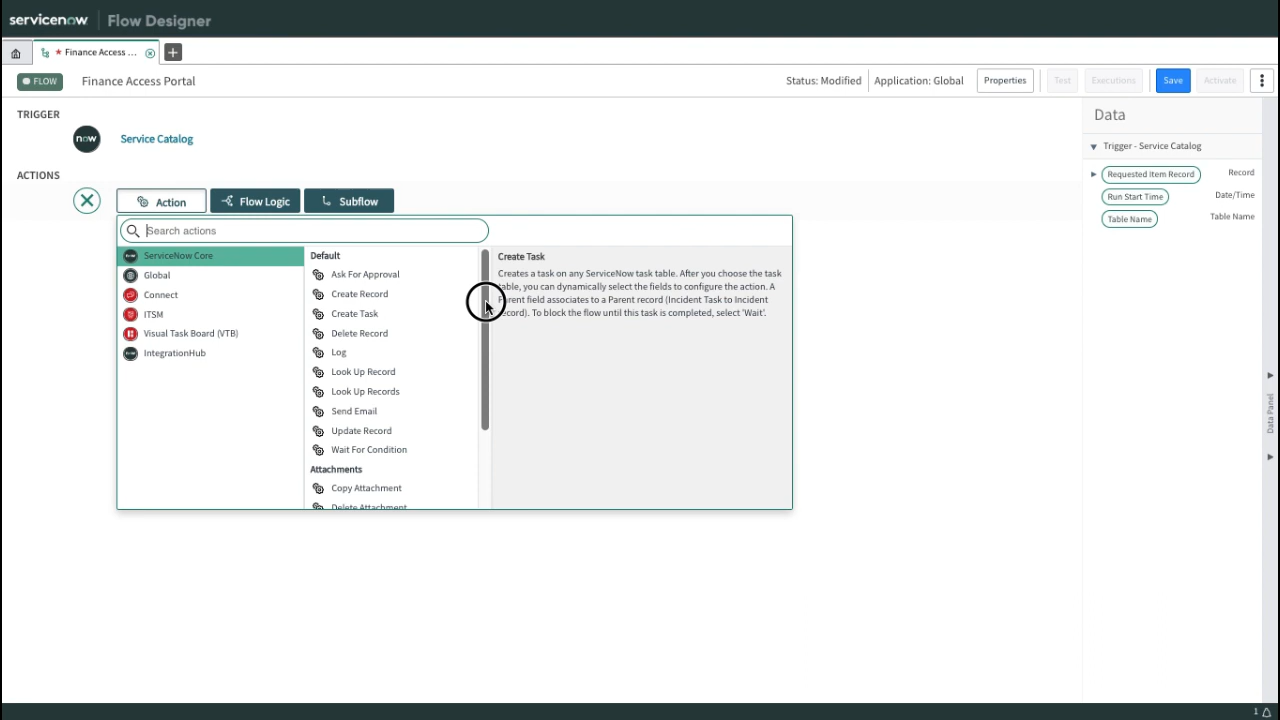 servicenow Flow Designer
* Finance Access ...
FLOW Finance Access Portal Status: Modified Application: Global Properties Test Executions Save Activate
TRIGGER
now Service Catalog
ACTIONS
Action Flow Logic Subflow
Search actions
ServiceNow Core
Global
Connect
ITSM
Visual Task Board (VTB)
IntegrationHub
Default
Ask For Approval
Create Record
Create Task
Delete Record
Log
Look Up Record
Look Up Records
Send Email
Update Record
Wait For Condition
Attachments
Copy Attachment
Delete Attachment
Create Task
Creates a task on any ServiceNow task table. After you choose the task
table, you can dynamically select the fields to configure the action. A
Parent field associates to a Parent record (Incident Task to Incident
Record). To block the flow until this task is completed, select 'Wait'.
Data
Trigger - Service Catalog
Requested Item Record Record
Run Start Time Date/Time
Table Name Table Name
Data Panel
1